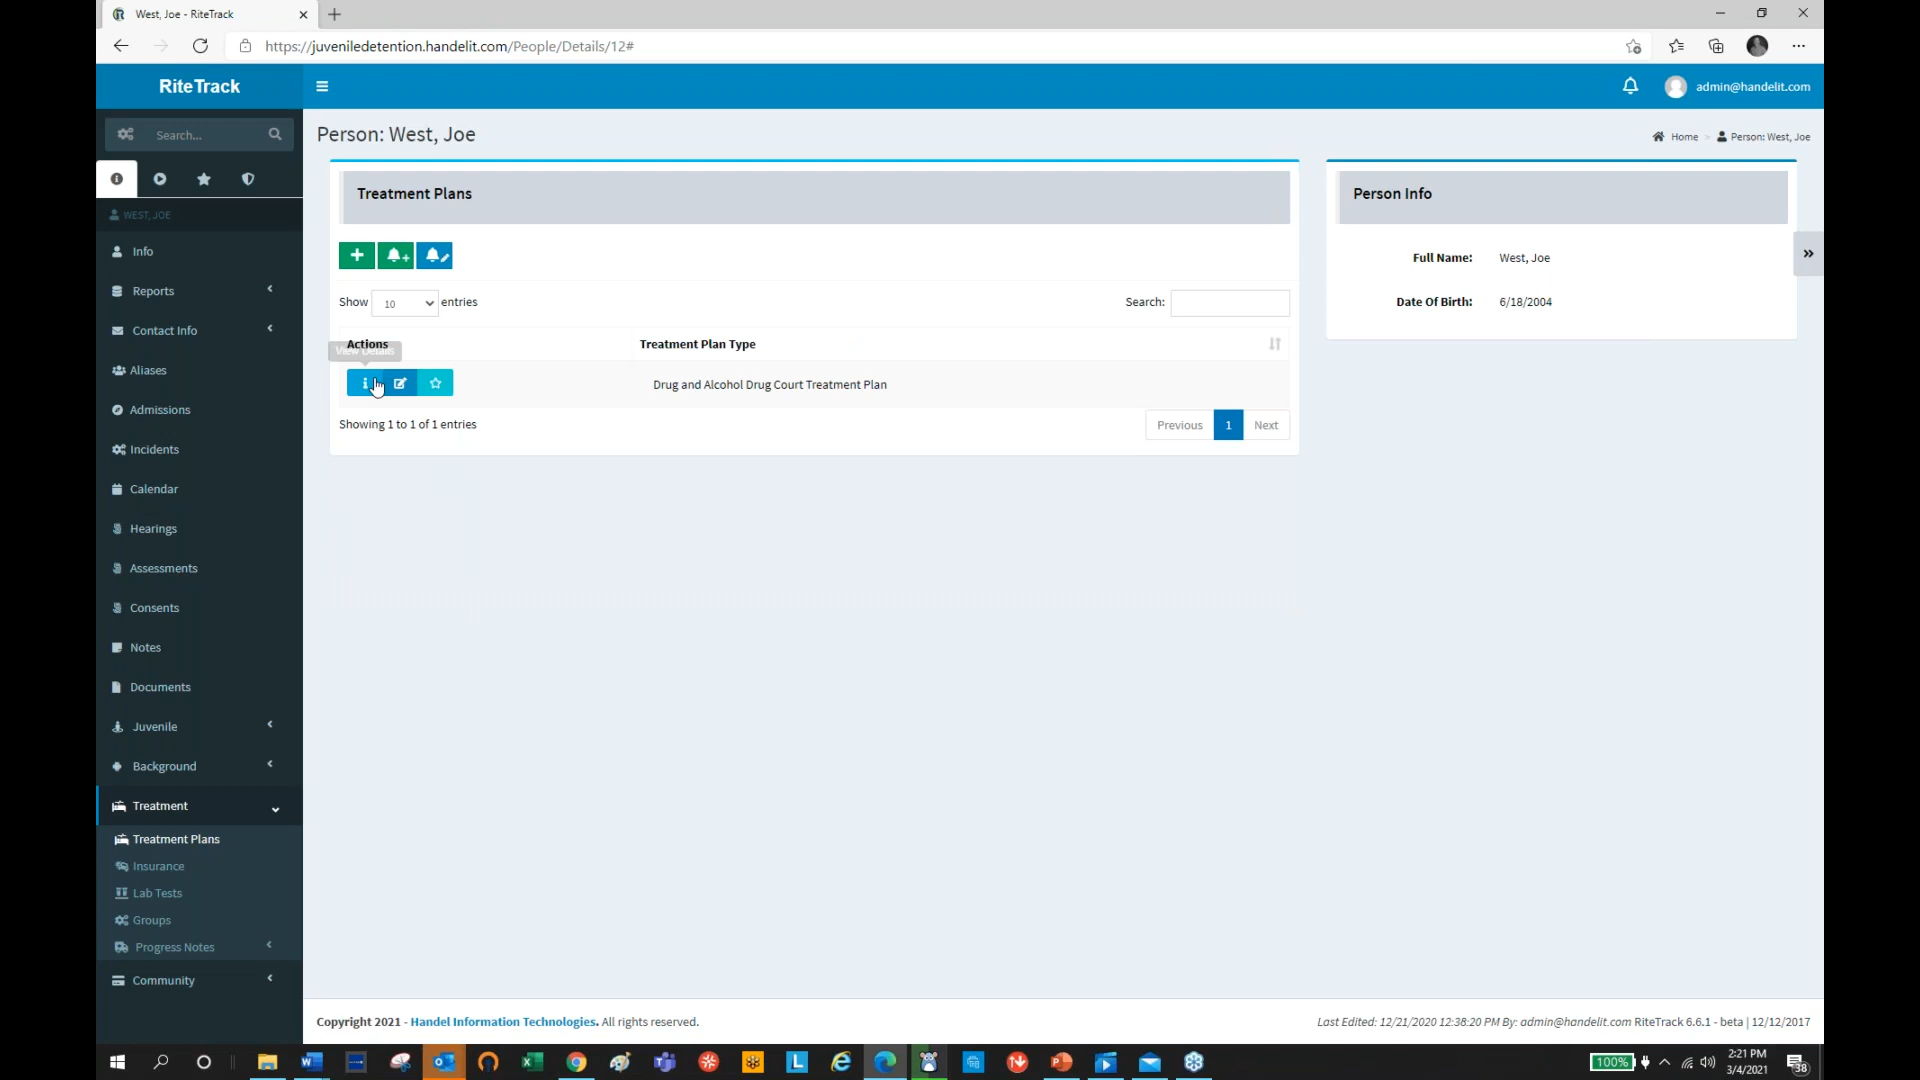 West, Joe - RiteTrack
https://juveniledetention.handelit.com/People/Details/12#
RiteTrack
admin@handelit.com
Search...
Person: West, Joe
Home
Person: West, Joe
WEST, JOE
Info
Reports
Contact Info
Aliases
Admissions
Incidents
Calendar
Hearings
Assessments
Consents
Notes
Documents
Juvenile
Background
Treatment
Treatment Plans
Insurance
Lab Tests
Groups
Progress Notes
Community
Treatment Plans
Show 10 entries
Search:
Actions
Treatment Plan Type
View Details
Drug and Alcohol Drug Court Treatment Plan
Showing 1 to 1 of 1 entries
Previous 1 Next
Person Info
Full Name: West, Joe
Date Of Birth: 6/18/2004
Copyright 2021 - Handel Information Technologies. All rights reserved.
Last Edited: 12/21/2020 12:38:20 PM By: admin@handelit.com RiteTrack 6.6.1 - beta | 12/12/2017
100%
2:21 PM
3/4/2021
38